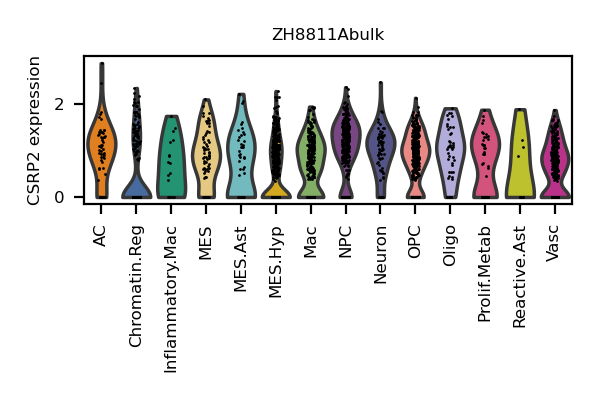 ZH8811Abulk
CSRP2 expression
2
0
AC
Chromatin.Reg
Inflammatory.Mac
MES
MES.Ast
MES.Hyp
Mac
NPC
Neuron
OPC
Oligo
Prolif.Metab
Reactive.Ast
Vasc